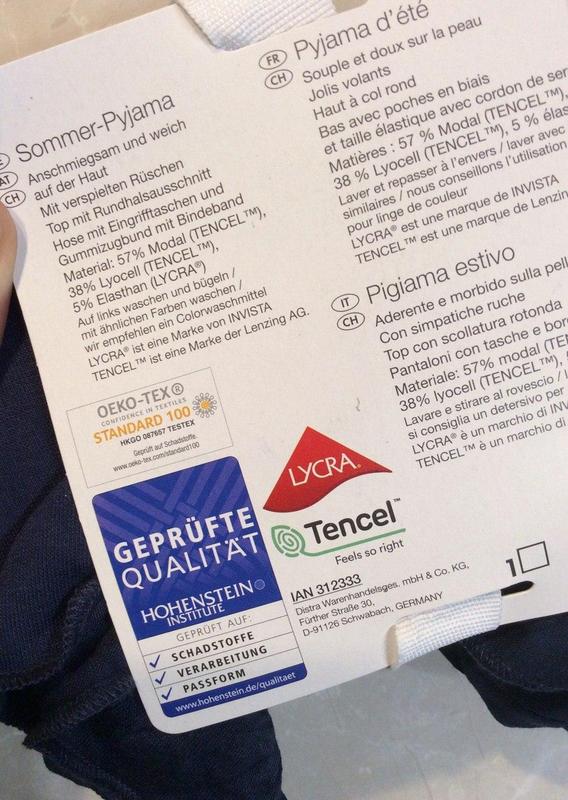 AT
CH
Sommer-Pyjama
Anschmiegsam und weich
auf der Haut
Mit verspielten Rüschen
Top mit Rundhalsausschnitt
Hose mit Eingrifftaschen und
Gummizugbund mit Bindeband
Material: 57% Modal (TENCEL™),
38% Lyocell (TENCEL™),
5% Elasthan (LYCRA®)
Auf links waschen und bügeln /
mit ähnlichen Farben waschen /
wir empfehlen ein Colorwaschmittel
LYCRA® ist eine Marke von INVISTA
TENCEL™ ist eine Marke der Lenzing AG.
FR
CH
Pyjama d'été
Souple et doux sur la peau
Jolis volants
Haut à col rond
Bas avec poches en biais
et taille élastique avec cordon de
Matières : 57 % Modal (TENCEL™),
38 % Lyocell (TENCEL™), 5 %
Laver et repasser à l'envers / laver avec
similaires / nous conseillons l'utilisation
pour linge de couleur
LYCRA® est une marque de INVISTA
TENCEL™ est une marque de
IT
CH
Pigiama estivo
Aderente e morbido sulla
Con simpatiche ruche
Top con scollatura rotonda
Pantaloni con tasche e
Materiale: 57% modal
38% lyocell (TENCEL™),
Lavare e stirare al rovescio /
si consiglia un detersivo per
LYCRA® è un marchio di
TENCEL™ è un marchio di
OEKO-TEX®
CONFIDENCE IN TEXTILES
STANDARD 100
HKGO 087657 TESTEX
Geprüft auf Schadstoffe.
www.oeko-tex.com/standard100
GEPRÜFTE
QUALITÄT
HOHENSTEIN
INSTITUTE
GEPRÜFT AUF:
SCHADSTOFFE
VERARBEITUNG
PASSFORM
www.hohenstein.de/qualitaet
LYCRA®
Tencel™
Feels so right
IAN 312333
Distra Warenhandelsges. mbH & Co. KG,
Fürther Straße 30,
D-91126 Schwabach, GERMANY
1